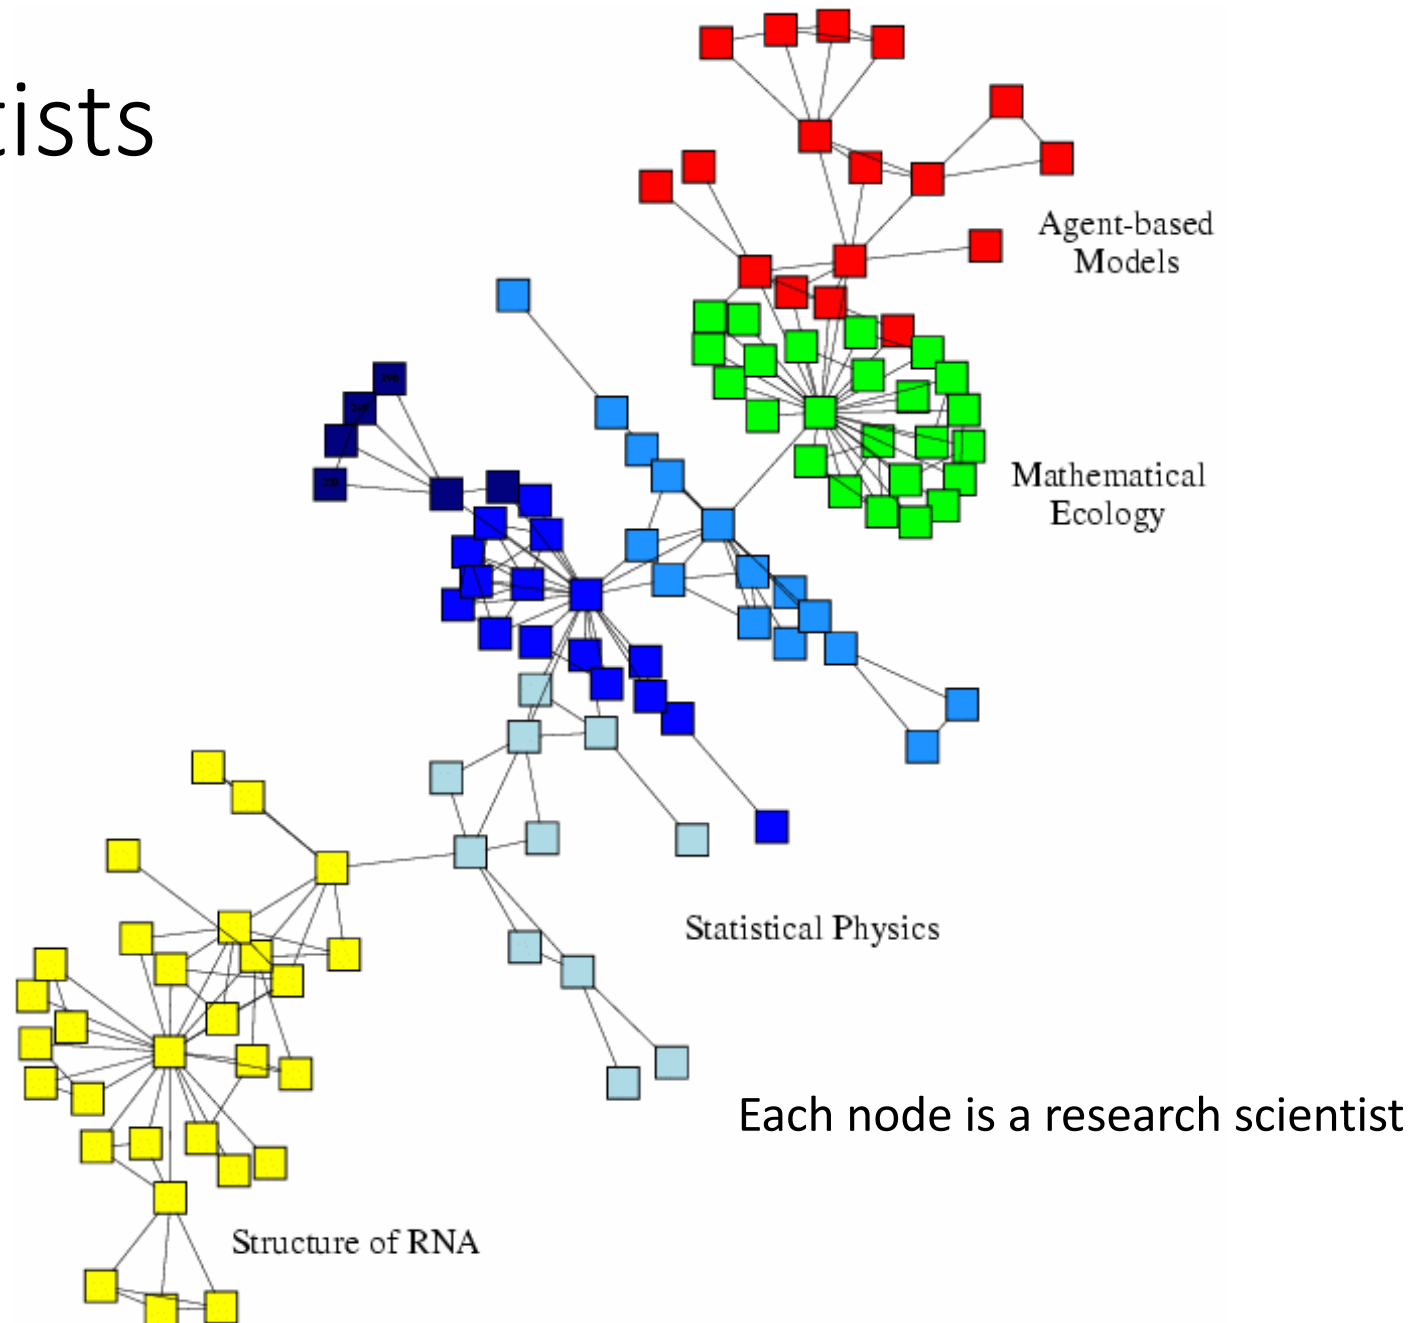 tists
Agent-based
Models
Mathematical
Ecology
Statistical Physics
Each node is a research scientist
Structure of RNA